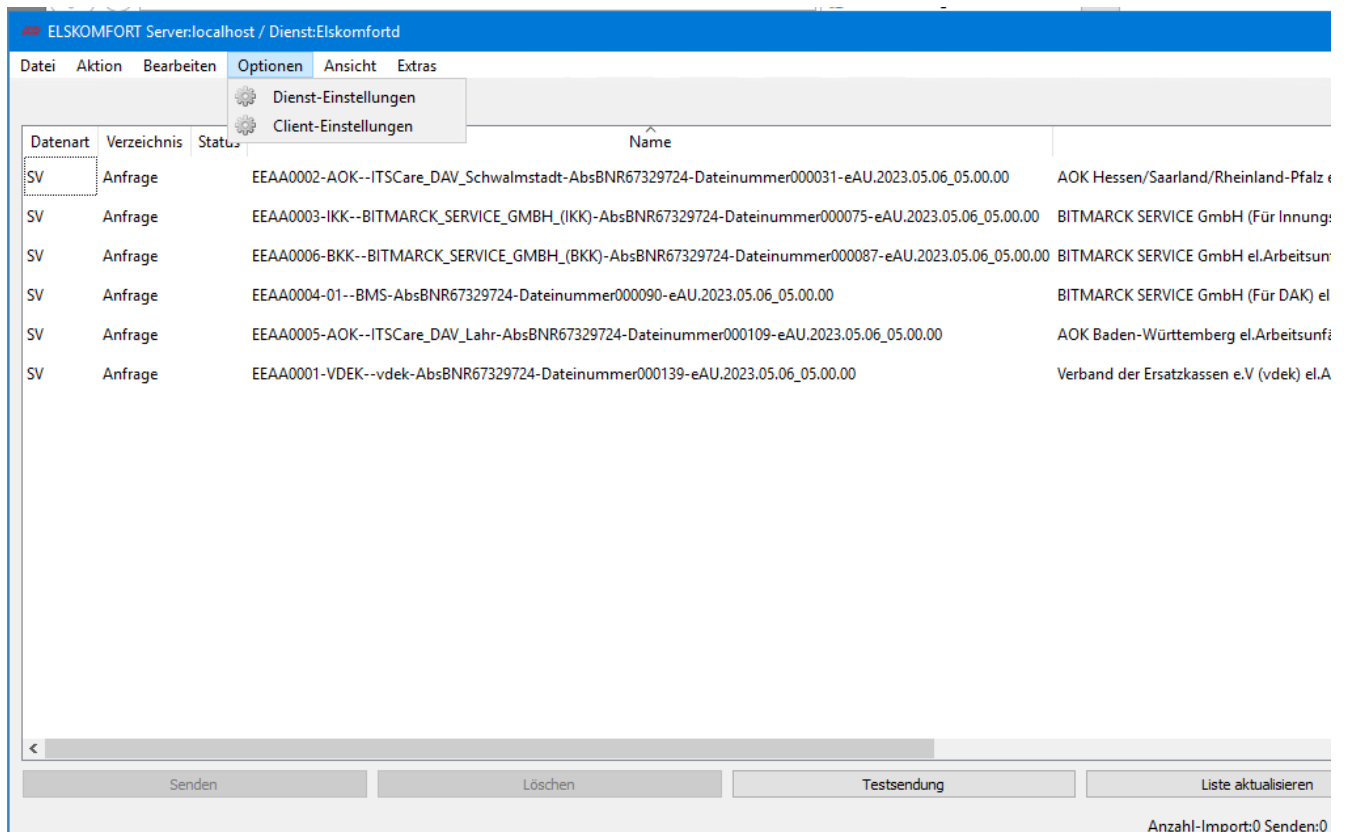 ELSKOMFORT Server:localhost / Dienst:Elskomfortd
Datei Aktion Bearbeiten Optionen Ansicht Extras
Dienst-Einstellungen
Client-Einstellungen
Datenart Verzeichnis Status Name
SV Anfrage EEAA0002-AOK--ITSCare_DAV_Schwalmstadt-AbsBNR67329724-Dateinummer000031-eAU.2023.05.06_05.00.00 AOK Hessen/Saarland/Rheinland-Pfalz e
SV Anfrage EEAA0003-IKK--BITMARCK_SERVICE_GMBH_(IKK)-AbsBNR67329724-Dateinummer000075-eAU.2023.05.06_05.00.00 BITMARCK SERVICE GmbH (Für Innungs
SV Anfrage EEAA0006-BKK--BITMARCK_SERVICE_GMBH_(BKK)-AbsBNR67329724-Dateinummer000087-eAU.2023.05.06_05.00.00 BITMARCK SERVICE GmbH el.Arbeitsun
SV Anfrage EEAA0004-01--BMS-AbsBNR67329724-Dateinummer000090-eAU.2023.05.06_05.00.00 BITMARCK SERVICE GmbH (Für DAK) el
SV Anfrage EEAA0005-AOK--ITSCare_DAV_Lahr-AbsBNR67329724-Dateinummer000109-eAU.2023.05.06_05.00.00 AOK Baden-Württemberg el.Arbeitsunfä
SV Anfrage EEAA0001-VDEK--vdek-AbsBNR67329724-Dateinummer000139-eAU.2023.05.06_05.00.00 Verband der Ersatzkassen e.V (vdek) el.A
Senden Löschen Testsendung Liste aktualisieren
Anzahl-Import:0 Senden:0